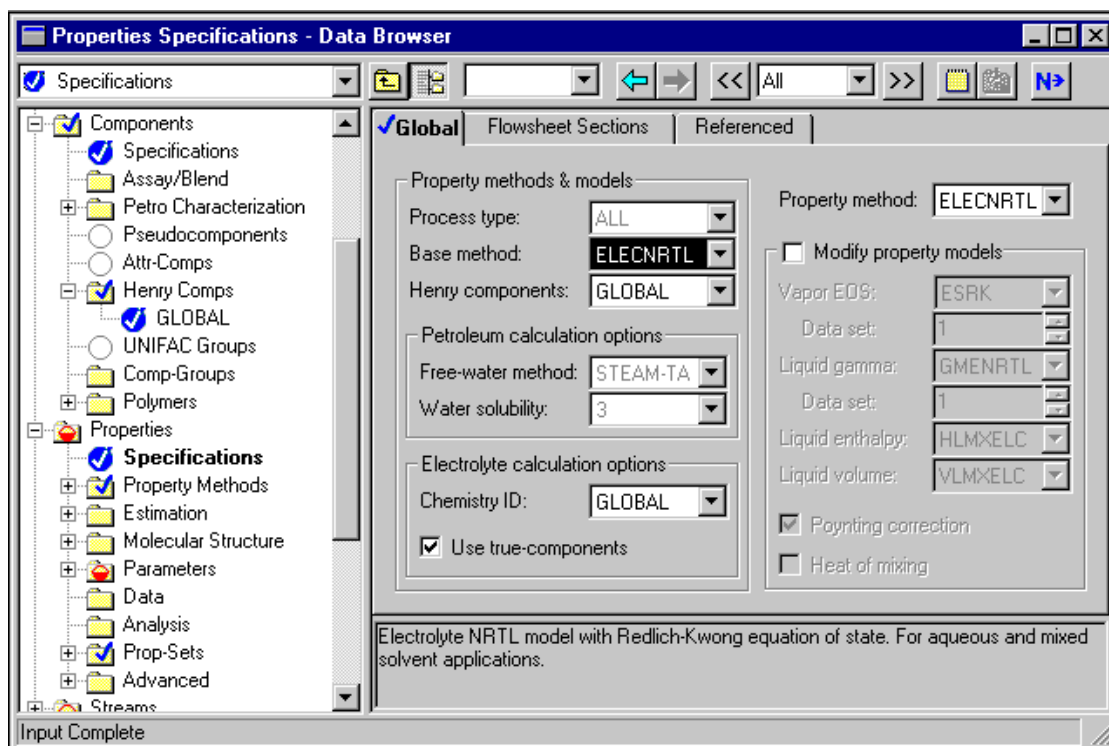 Properties Specifications - Data Browser
Specifications
<< All >> N
Components
Specifications
Assay/Blend
Petro Characterization
Pseudocomponents
Attr-Comps
Henry Comps
GLOBAL
UNIFAC Groups
Comp-Groups
Polymers
Properties
Specifications
Property Methods
Estimation
Molecular Structure
Parameters
Data
Analysis
Prop-Sets
Advanced
Streams
Global Flowsheet Sections Referenced
Property methods & models
Process type: ALL
Base method: ELECNRTL
Henry components: GLOBAL
Petroleum calculation options
Free-water method: STEAM-TA
Water solubility: 3
Electrolyte calculation options
Chemistry ID: GLOBAL
Use true-components
Property method: ELECNRTL
Modify property models
Vapor EOS: ESRK
Data set: 1
Liquid gamma: GMENRTL
Data set: 1
Liquid enthalpy: HLMXELC
Liquid volume: VLMXELC
Poynting correction
Heat of mixing
Electrolyte NRTL model with Redlich-Kwong equation of state. For aqueous and mixed
solvent applications.
Input Complete